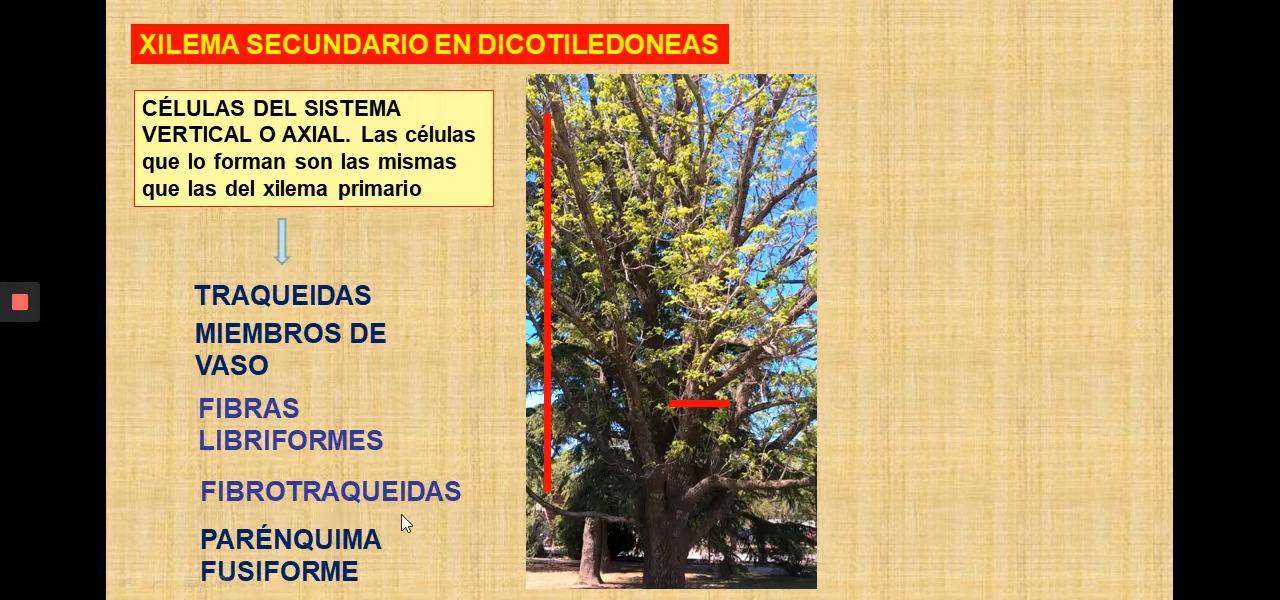 XILEMA SECUNDARIO EN DICOTILEDONEAS
CÉLULAS DEL SISTEMA
VERTICAL O AXIAL. Las células
que lo forman son las mismas
que las del xilema primario
TRAQUEIDAS
MIEMBROS DE
VASO
FIBRAS
LIBRIFORMES
FIBROTRAQUEIDAS
PARÉNQUIMA
FUSIFORME